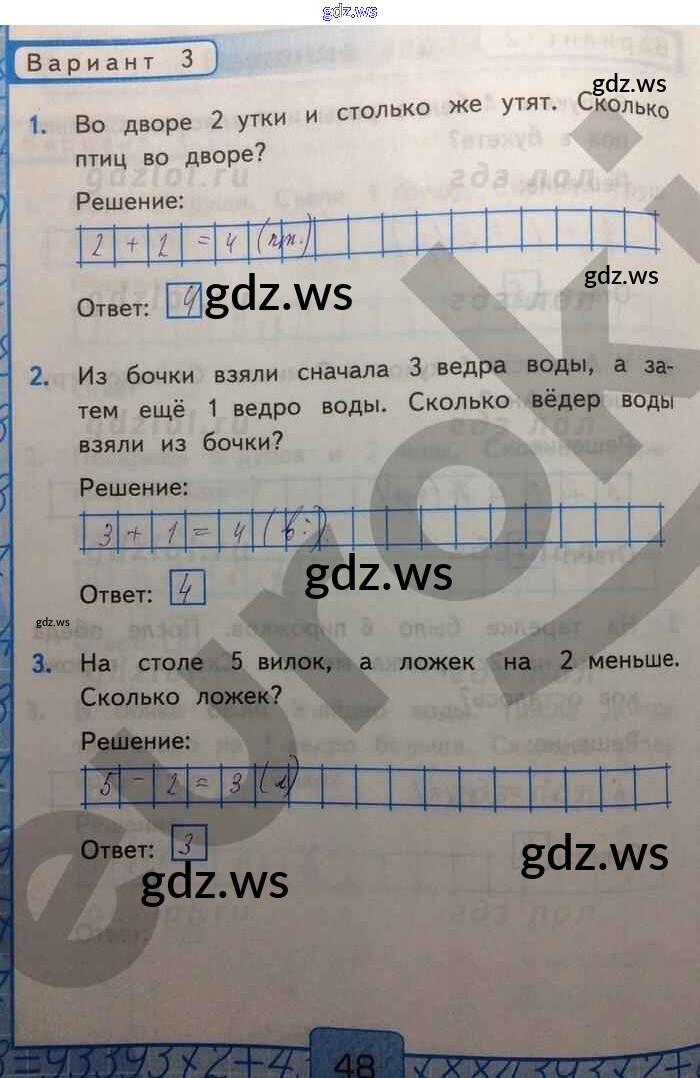 gdz.ws
Вариант 3
gdz.ws
1. Во дворе 2 утки и столько же утят. Сколько
птиц во дворе?
Решение:
2 + 2 = 4 (пт.)
gdz.ws
Ответ: 4
gdz.ws
2. Из бочки взяли сначала 3 ведра воды, а за-
тем ещё 1 ведро воды. Сколько вёдер воды
взяли из бочки?
Решение:
3 + 1 = 4 (в.)
gdz.ws
Ответ: 4
gdz.ws
3. На столе 5 вилок, а ложек на 2 меньше.
Сколько ложек?
Решение:
5 - 2 = 3 (л)
Ответ: 3
gdz.ws
gdz.ws
euroki
48